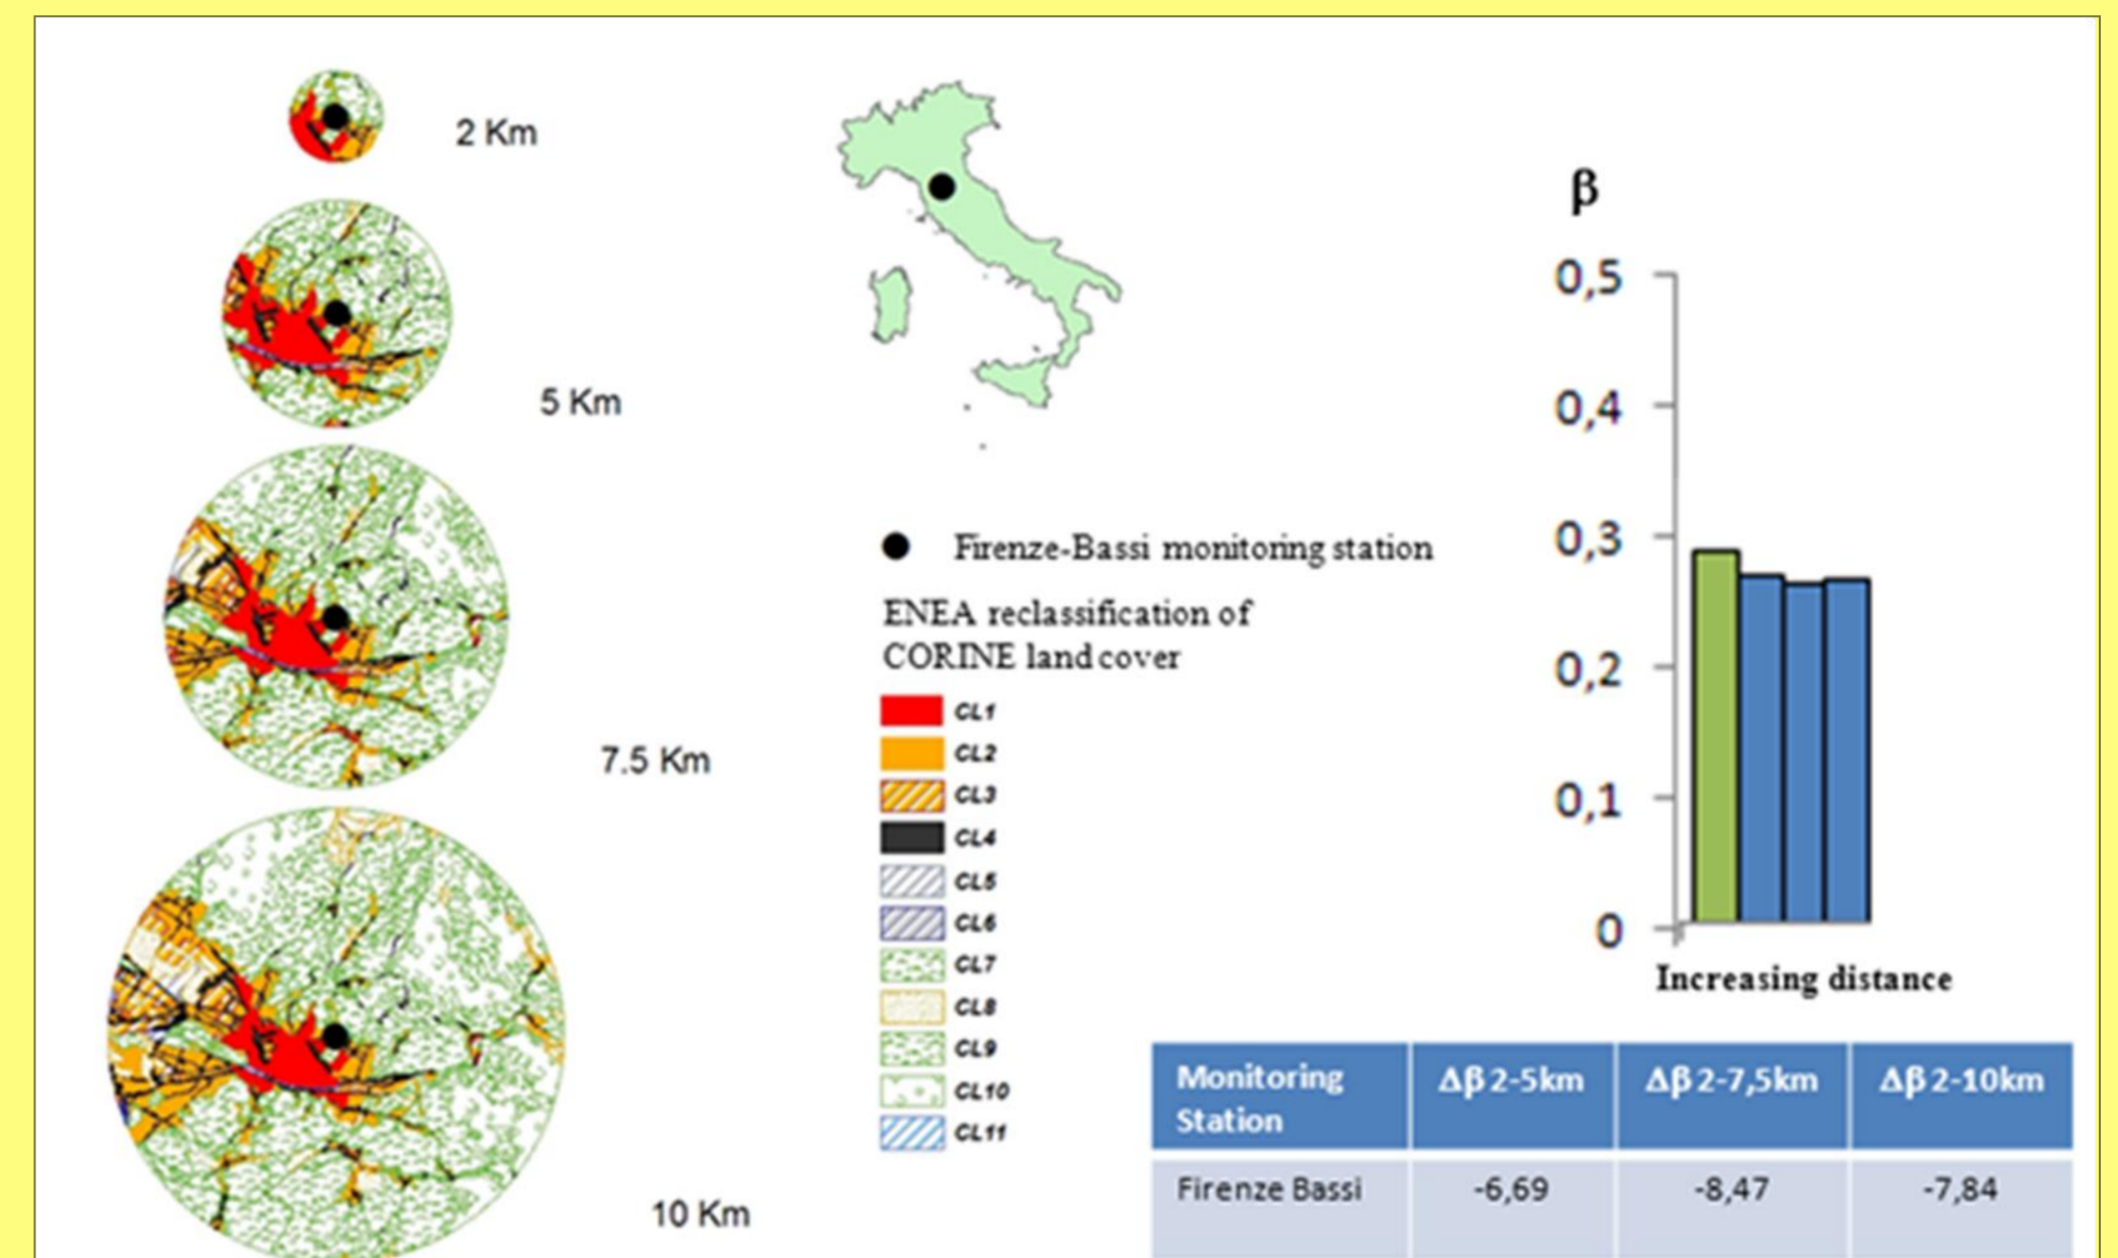 2 Km
5 Km
7.5 Km
10 Km
Firenze-Bassi monitoring station
ENEA reclassification of
CORINE land cover
CL1
CL2
CL3
CL4
CL5
CL6
CL7
CL8
CL9
CL10
CL11
β
0,5
0,4
0,3
0,2
0,1
0
Increasing distance
Monitoring Station Δβ 2-5km Δβ 2-7,5km Δβ 2-10km
Firenze Bassi -6,69 -8,47 -7,84